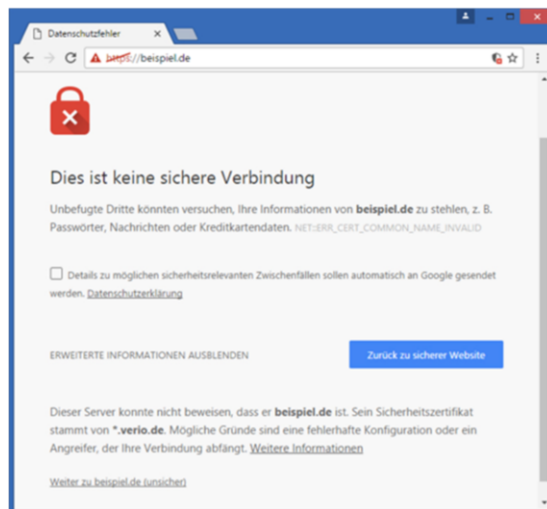 Datenschutzfehler
https://beispiel.de
Dies ist keine sichere Verbindung
Unbefugte Dritte könnten versuchen, Ihre Informationen von beispiel.de zu stehlen, z. B.
Passwörter, Nachrichten oder Kreditkartendaten. NET::ERR_CERT_COMMON_NAME_INVALID
Details zu möglichen sicherheitsrelevanten Zwischenfällen sollen automatisch an Google gesendet
werden. Datenschutzerklärung
ERWEITERTE INFORMATIONEN AUSBLENDEN
Zurück zu sicherer Website
Dieser Server konnte nicht beweisen, dass er beispiel.de ist. Sein Sicherheitszertifikat
stammt von *.verio.de. Mögliche Gründe sind eine fehlerhafte Konfiguration oder ein
Angreifer, der Ihre Verbindung abfängt. Weitere Informationen
Weiter zu beispiel.de (unsicher)